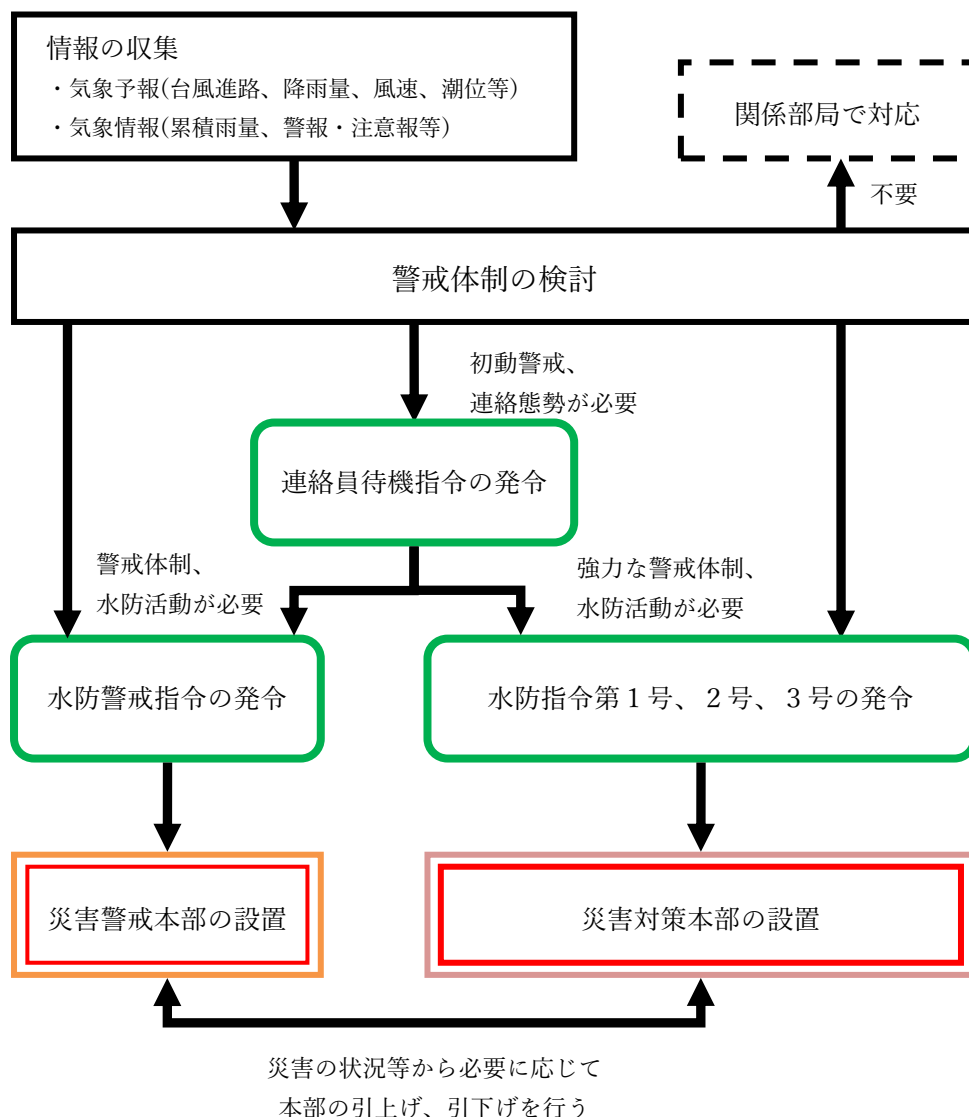 情報の収集
・気象予報(台風進路、降雨量、風速、潮位等)
・気象情報(累積雨量、警報・注意報等)
関係部局で対応
不要
警戒体制の検討
初動警戒、
連絡態勢が必要
連絡員待機指令の発令
警戒体制、
水防活動が必要
強力な警戒体制、
水防活動が必要
水防警戒指令の発令
水防指令第１号、２号、３号の発令
災害警戒本部の設置
災害対策本部の設置
災害の状況等から必要に応じて
本部の引上げ、引下げを行う